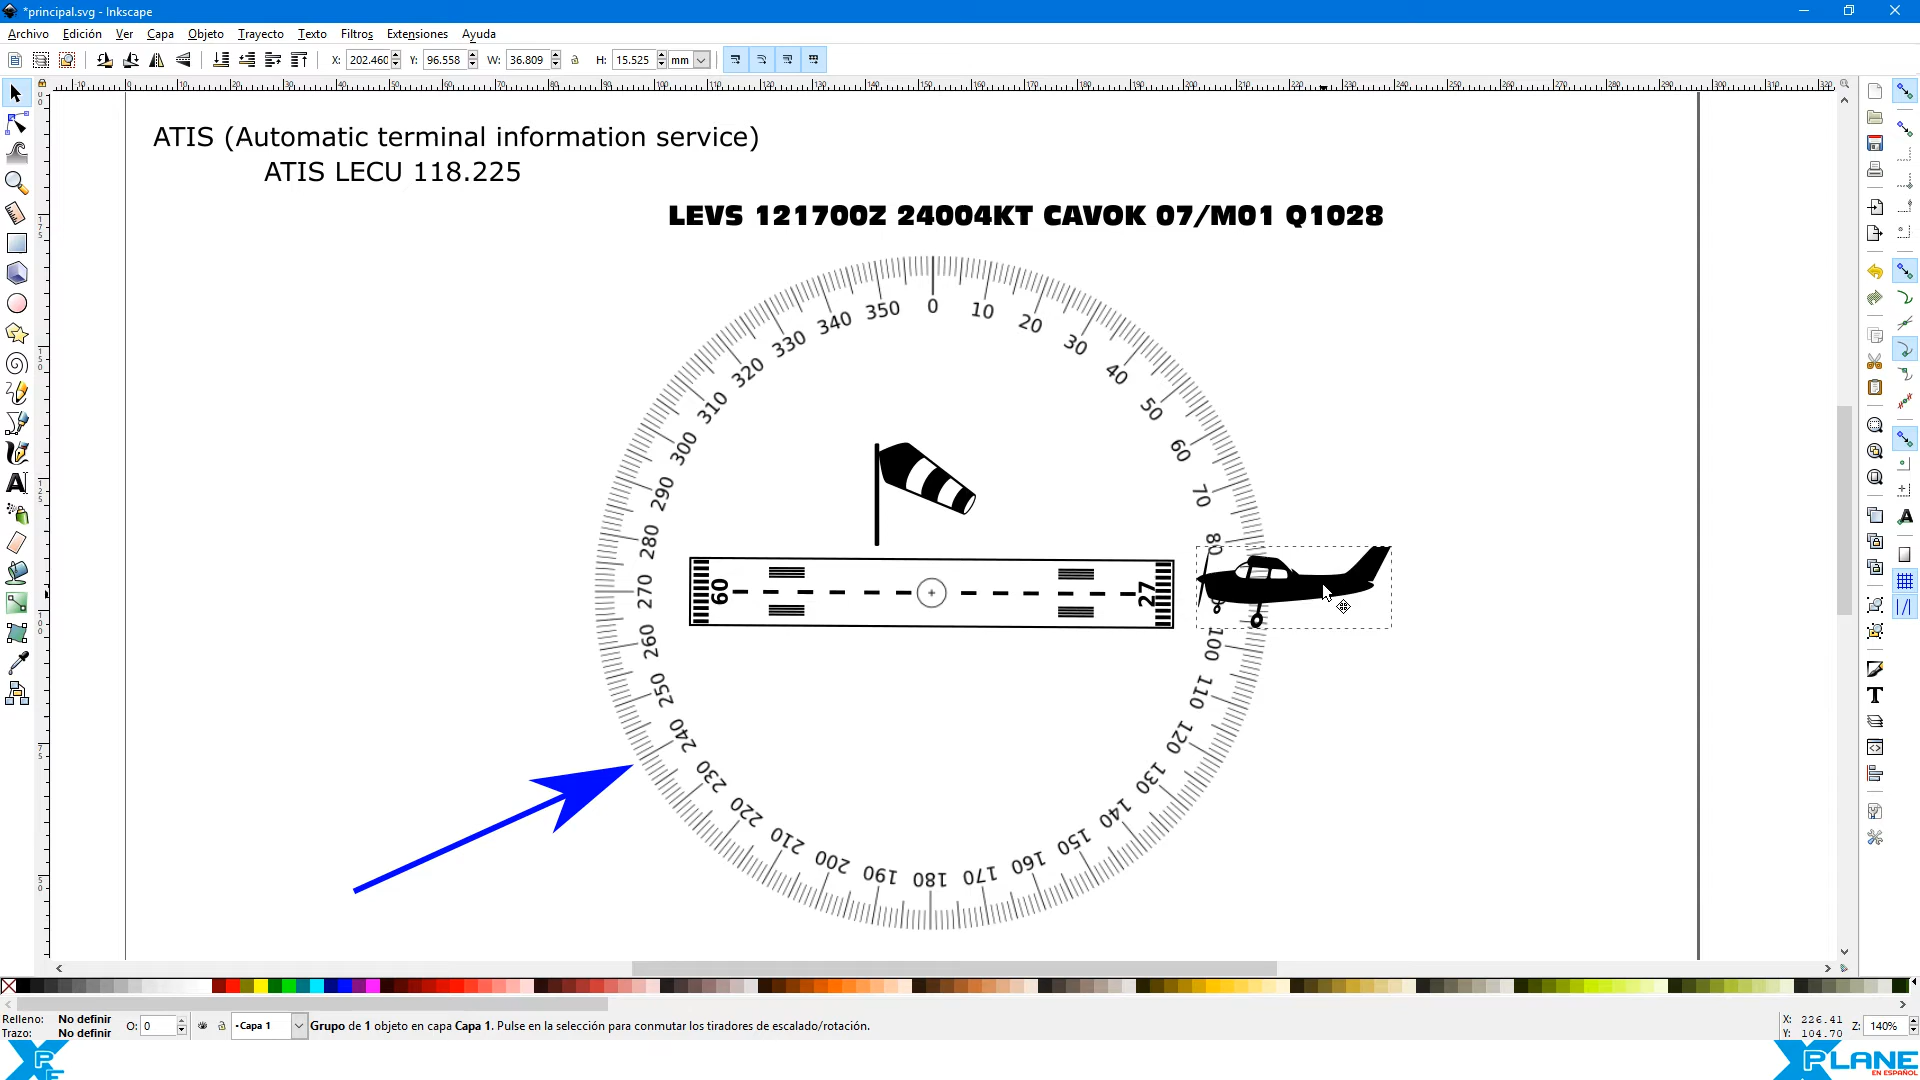 *principal.svg - Inkscape
Archivo Edición Ver Capa Objeto Trayecto Texto Filtros Extensiones Ayuda
X: 202.460 Y: 96.558 W: 36.809 H: 15.525 mm
ATIS (Automatic terminal information service)
ATIS LECU 118.225
LEVS 121700Z 24004KT CAVOK 07/M01 Q1028
0 10 20 30 40 50 60 70 80
100 110 120 130 140 150 160 170 180 190 200 210 220 230 240 250 260 270 280 290 300 310 320 330 340 350
09 27
Relleno: No definir
Trazo: No definir
O: 0
•Capa 1
Grupo de 1 objeto en capa Capa 1. Pulse en la selección para conmutar los tiradores de escalado/rotación.
X: 226.41
Y: 104.70
Z: 140%
XPE
X PLANE
EN ESPAÑOL